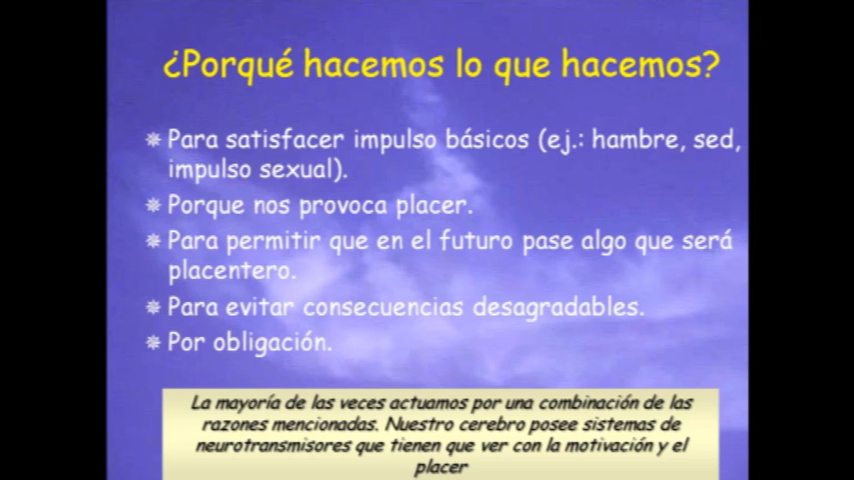 ¿Porqué hacemos lo que hacemos?
Para satisfacer impulso básicos (ej.: hambre, sed,
impulso sexual).
Porque nos provoca placer.
Para permitir que en el futuro pase algo que será
placentero.
Para evitar consecuencias desagradables.
Por obligación.
La mayoría de las veces actuamos por una combinación de las
razones mencionadas. Nuestro cerebro posee sistemas de
neurotransmisores que tienen que ver con la motivación y el
placer